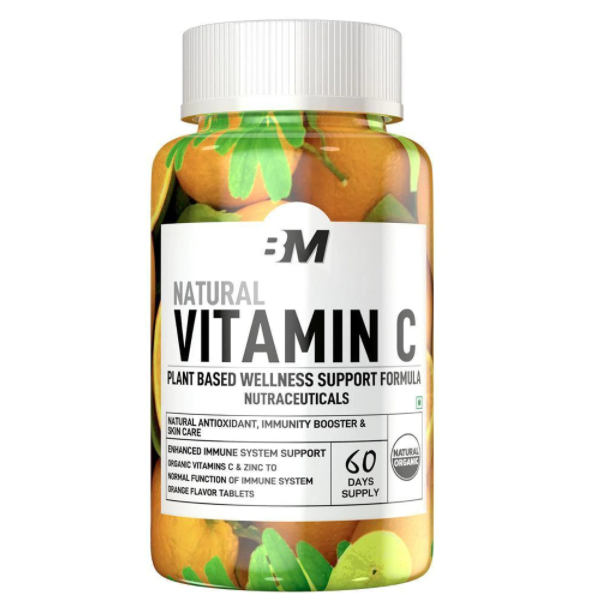 BM
NATURAL
VITAMIN C
PLANT BASED WELLNESS SUPPORT FORMULA
NUTRACEUTICALS
NATURAL ANTIOXIDANT, IMMUNITY BOOSTER &
SKIN CARE
ENHANCED IMMUNE SYSTEM SUPPORT
ORGANIC VITAMINS C & ZINC TO
NORMAL FUNCTION OF IMMUNE SYSTEM
ORANGE FLAVOR TABLETS
60
DAYS
SUPPLY
NATURAL
ORGANIC